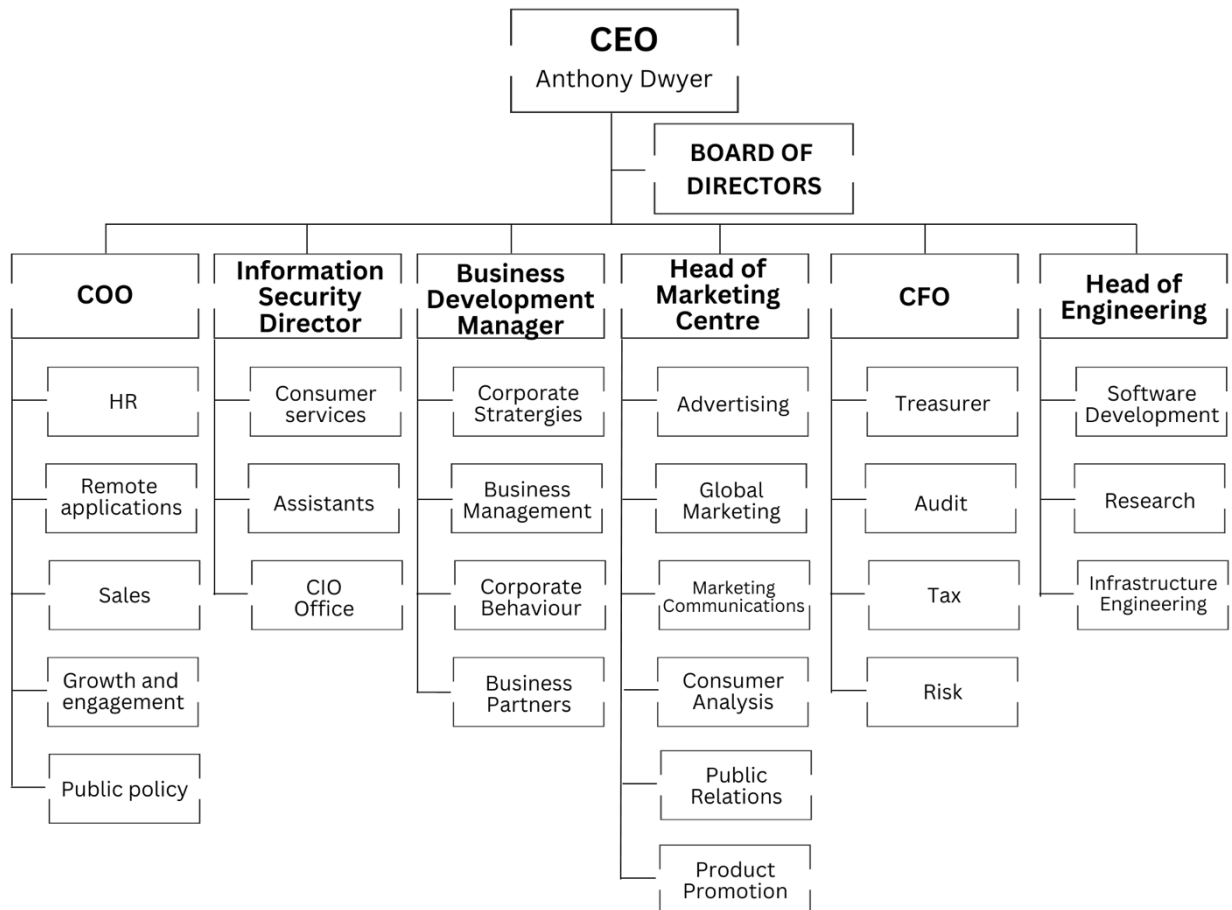 CEO
Anthony Dwyer
BOARD OF
DIRECTORS
COO
Information
Security
Director
Business
Development
Manager
Head of
Marketing
Centre
CFO
Head of
Engineering
HR
Remote
applications
Sales
Growth and
engagement
Public policy
Consumer
services
Assistants
CIO
Office
Corporate
Stratergies
Business
Management
Corporate
Behaviour
Business
Partners
Advertising
Global
Marketing
Marketing
Communications
Consumer
Analysis
Public
Relations
Product
Promotion
Treasurer
Audit
Tax
Risk
Software
Development
Research
Infrastructure
Engineering